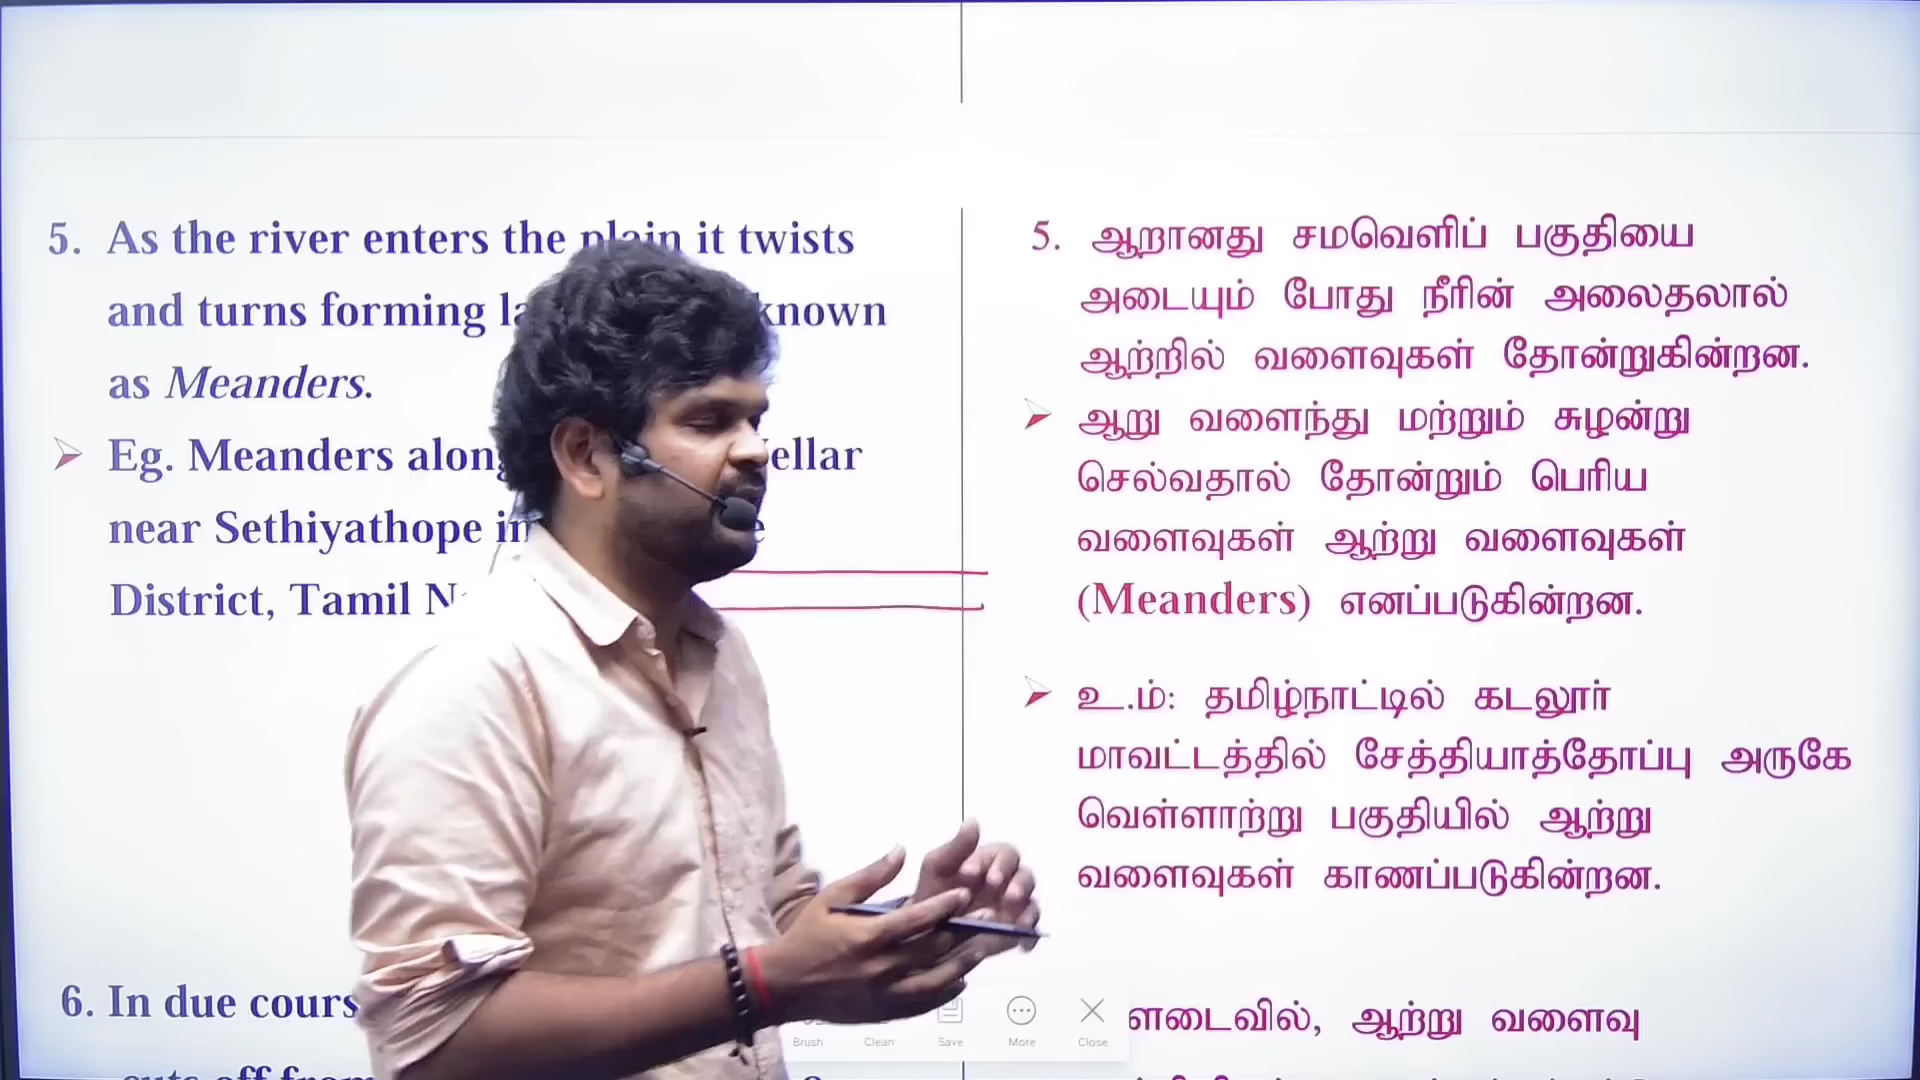 5. As the river enters the plain it twists
and turns forming known
as Meanders.
Eg. Meanders along
near Sethiyathope in
District, Tamil
6. In due
5. ஆறானது சமவெளிப் பகுதியை
அடையும் போது நீரின் அலைதலால்
ஆற்றில் வளைவுகள் தோன்றுகின்றன.
ஆறு வளைந்து மற்றும் சுழன்று
செல்வதால் தோன்றும் பெரிய
வளைவுகள் ஆற்று வளைவுகள்
(Meanders) எனப்படுகின்றன.
உ.ம்: தமிழ்நாட்டில் கடலூர்
மாவட்டத்தில் சேத்தியாத்தோப்பு அருகே
வெள்ளாற்று பகுதியில் ஆற்று
வளைவுகள் காணப்படுகின்றன.
ஆற்று வளைவு
Brush Clean Save More Close